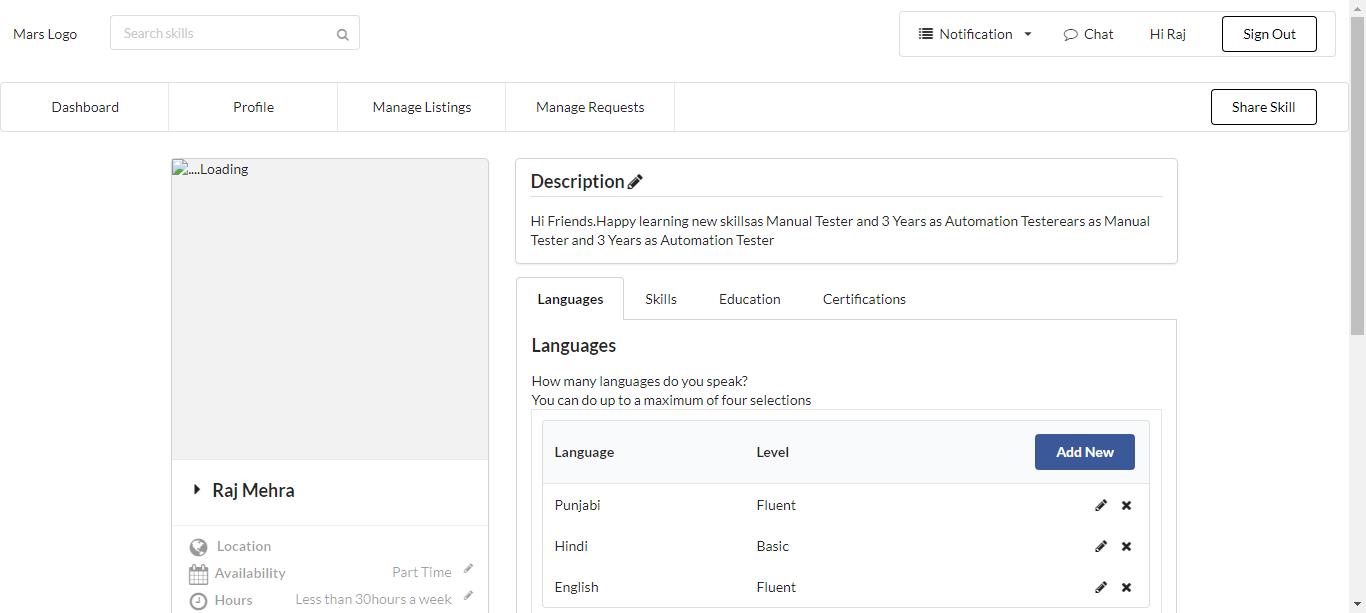 Mars Logo
Search skills
Notification
Chat
Hi Raj
Sign Out
Dashboard
Profile
Manage Listings
Manage Requests
Share Skill
....Loading
Raj Mehra
Location
Availability Part Time
Hours Less than 30hours a week
Description
Hi Friends.Happy learning new skillsas Manual Tester and 3 Years as Automation Testerears as Manual
Tester and 3 Years as Automation Tester
Languages Skills Education Certifications
Languages
How many languages do you speak?
You can do up to a maximum of four selections
Language Level Add New
Punjabi Fluent
Hindi Basic
English Fluent